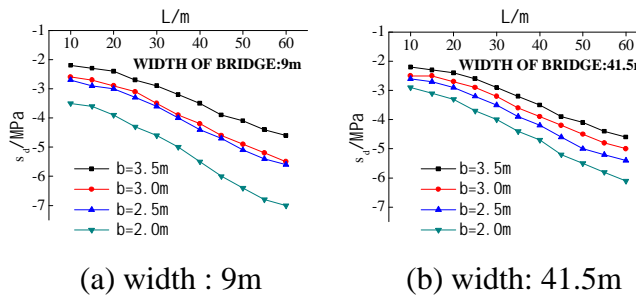 L/m
10 20 30 40 50 60
-1
WIDTH OF BRIDGE:9m
-2
-3
-4
-5
-6
-7
s_d/MPa
b=3.5m
b=3.0m
b=2.5m
b=2.0m
(a) width : 9m
L/m
10 20 30 40 50 60
-1
WIDTH OF BRIDGE:41.5m
-2
-3
-4
-5
-6
-7
s_d/MPa
b=3.5m
b=3.0m
b=2.5m
b=2.0m
(b) width: 41.5m